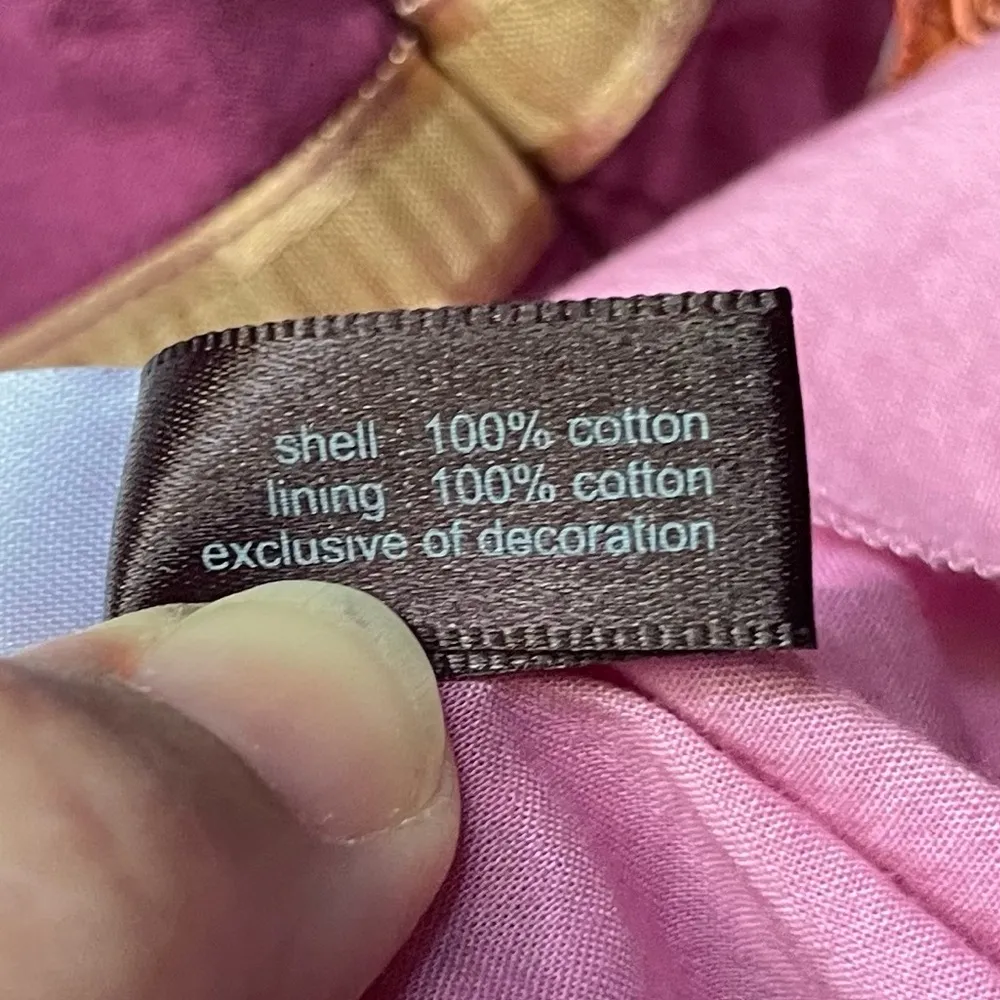 shell 100% cotton
lining 100% cotton
exclusive of decoration